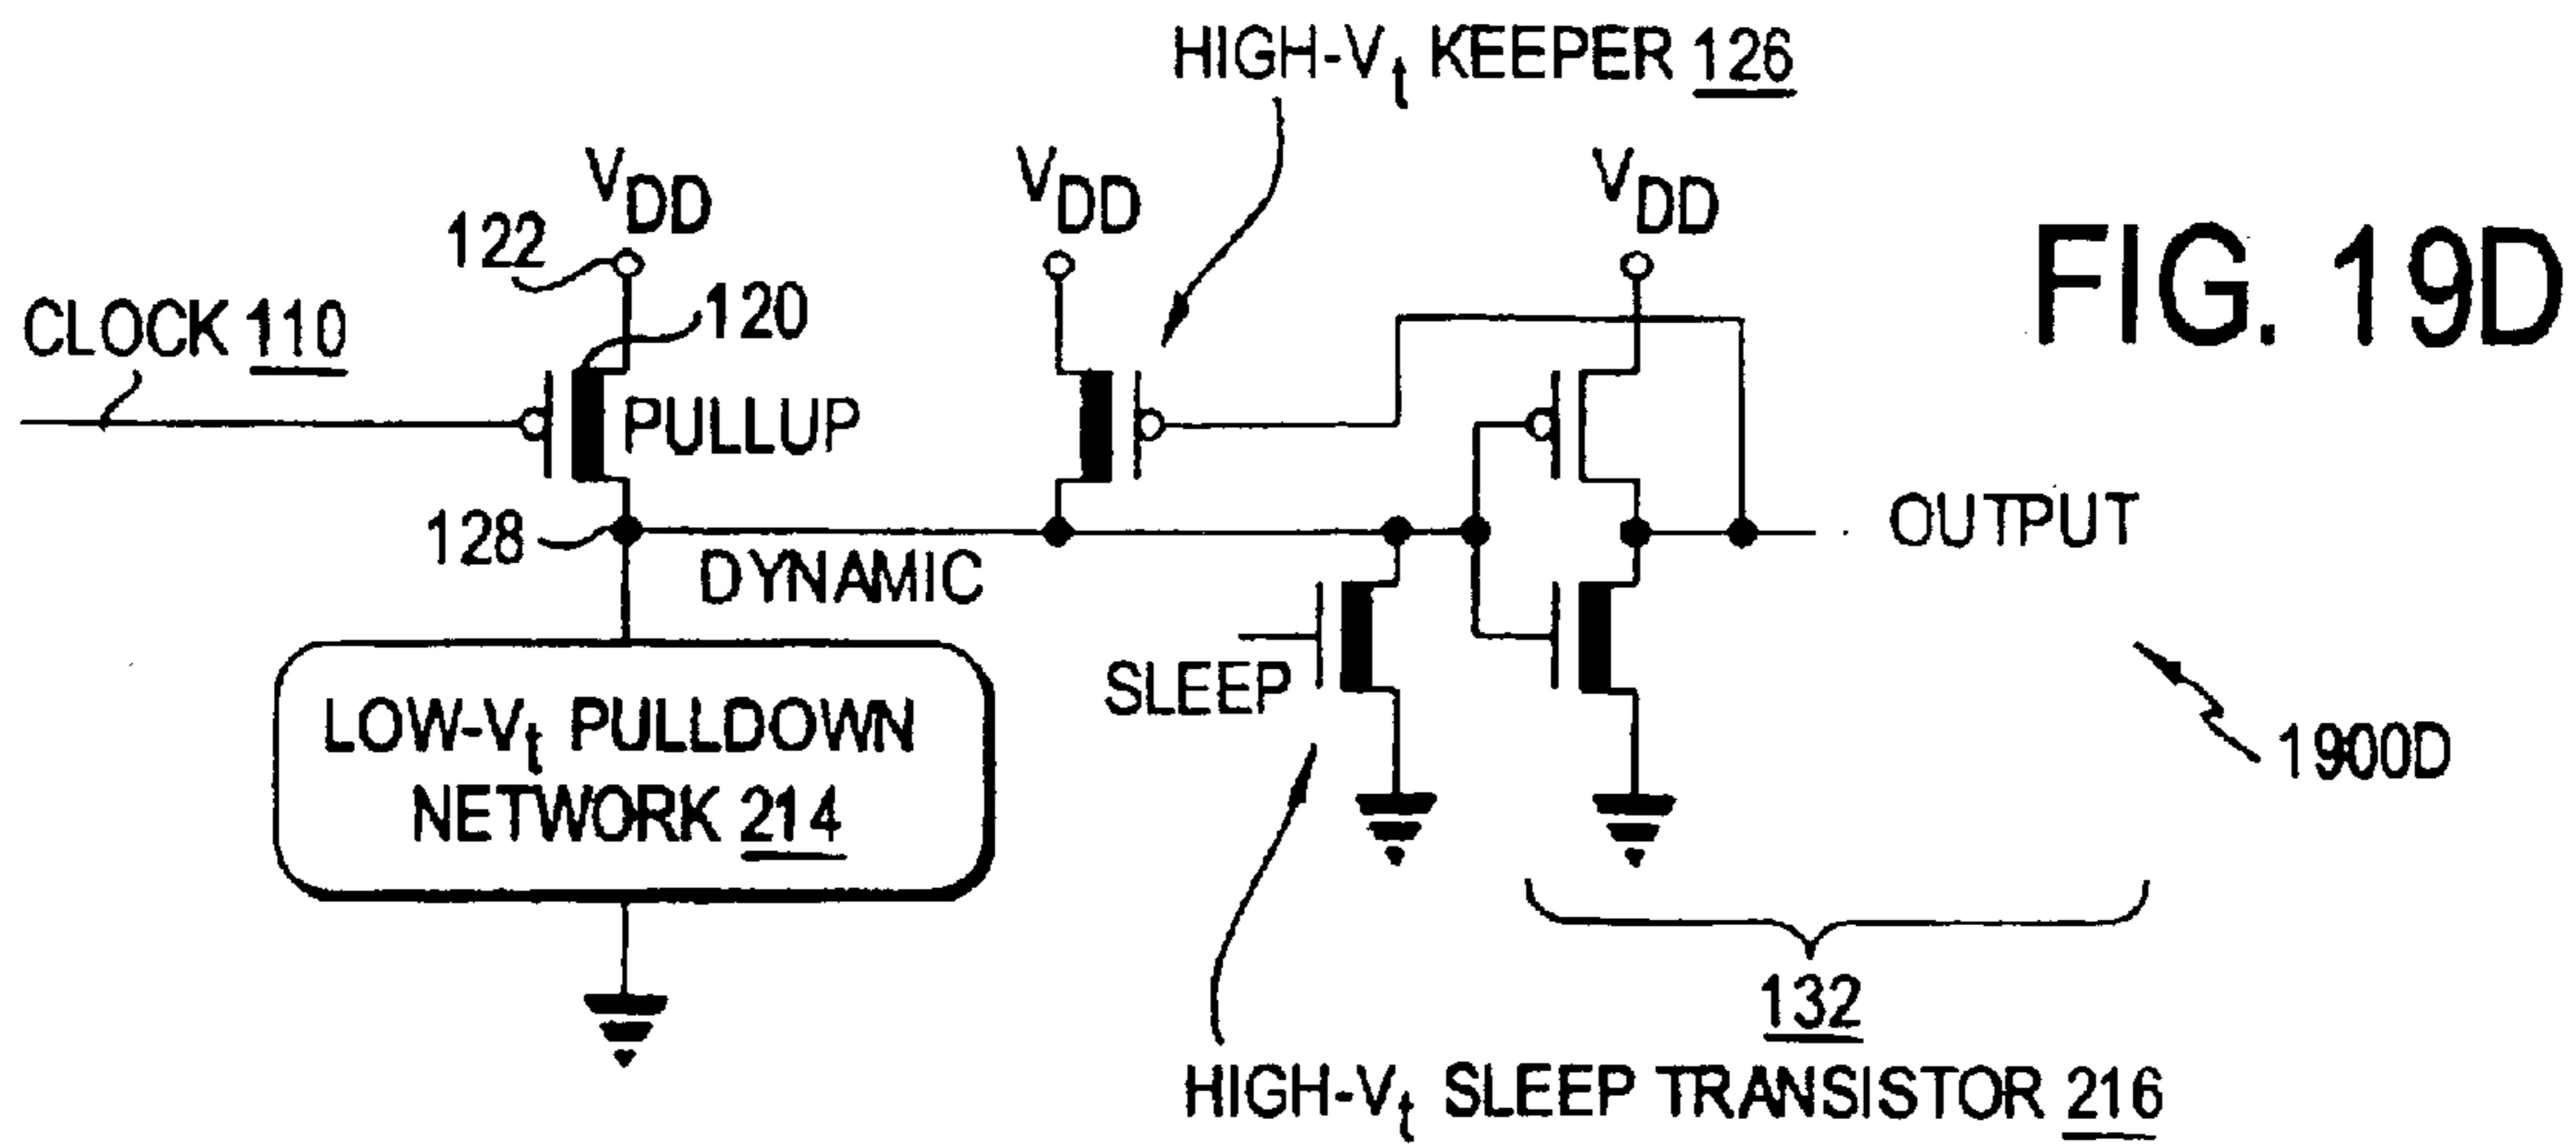 HIGH-Vt KEEPER 126
VDD
VDD
VDD
122
FIG. 19D
CLOCK 110
120
PULLUP
128
DYNAMIC
OUTPUT
SLEEP
LOW-Vt PULLDOWN
NETWORK 214
1900D
132
HIGH-Vt SLEEP TRANSISTOR 216